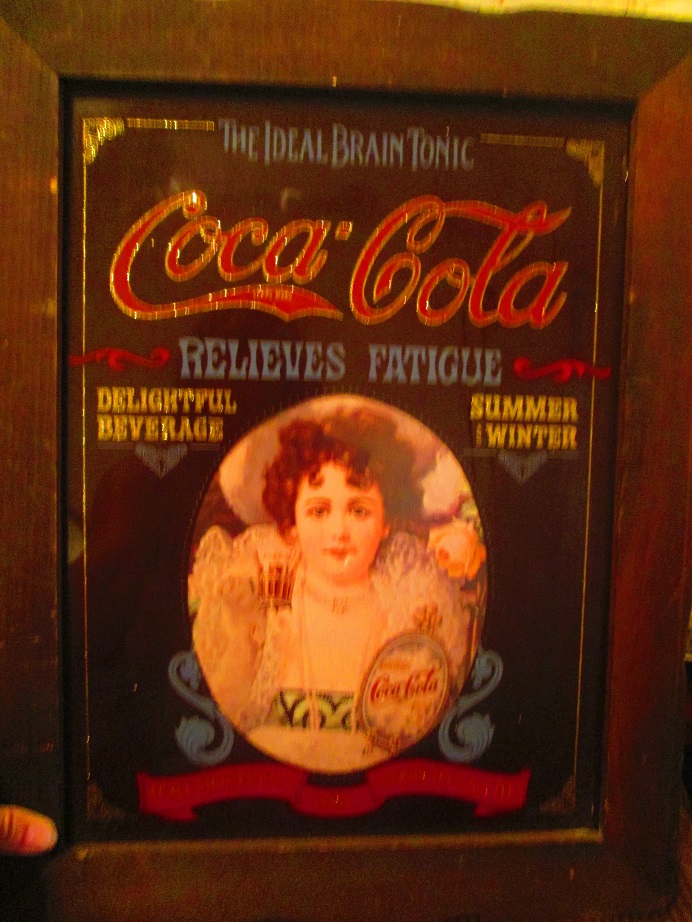 THE IDEAL BRAIN TONIC
Coca-Cola
RELIEVES FATIGUE
DELIGHTFUL
BEVERAGE
SUMMER
WINTER
Coca-Cola